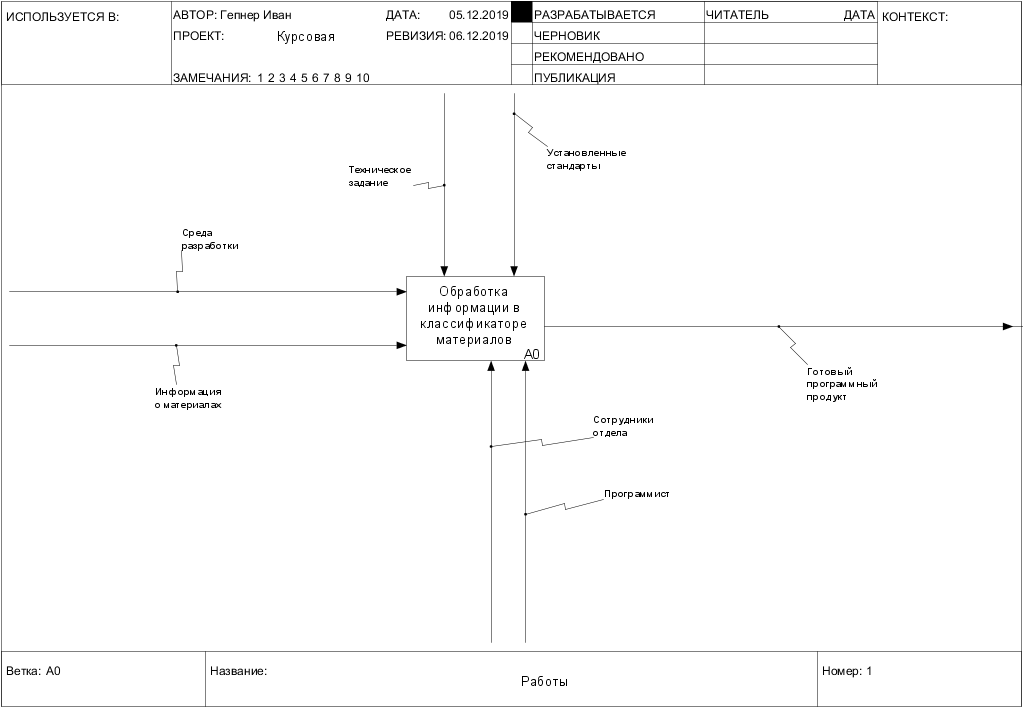 ИСПОЛЬЗУЕТСЯ В:
АВТОР: Гепнер Иван
ДАТА: 05.12.2019
РАЗРАБАТЫВАЕТСЯ
ЧИТАТЕЛЬ
ДАТА
КОНТЕКСТ:
ПРОЕКТ: Курсовая
РЕВИЗИЯ: 06.12.2019
ЧЕРНОВИК
РЕКОМЕНДОВАНО
ЗАМЕЧАНИЯ: 1 2 3 4 5 6 7 8 9 10
ПУБЛИКАЦИЯ
Установленные
стандарты
Техническое
задание
Среда
разработки
Обработка
информации в
классификаторе
материалов
A0
Информация
о материалах
Готовый
программный
продукт
Сотрудники
отдела
Программист
Ветка: A0
Название:
Работы
Номер: 1